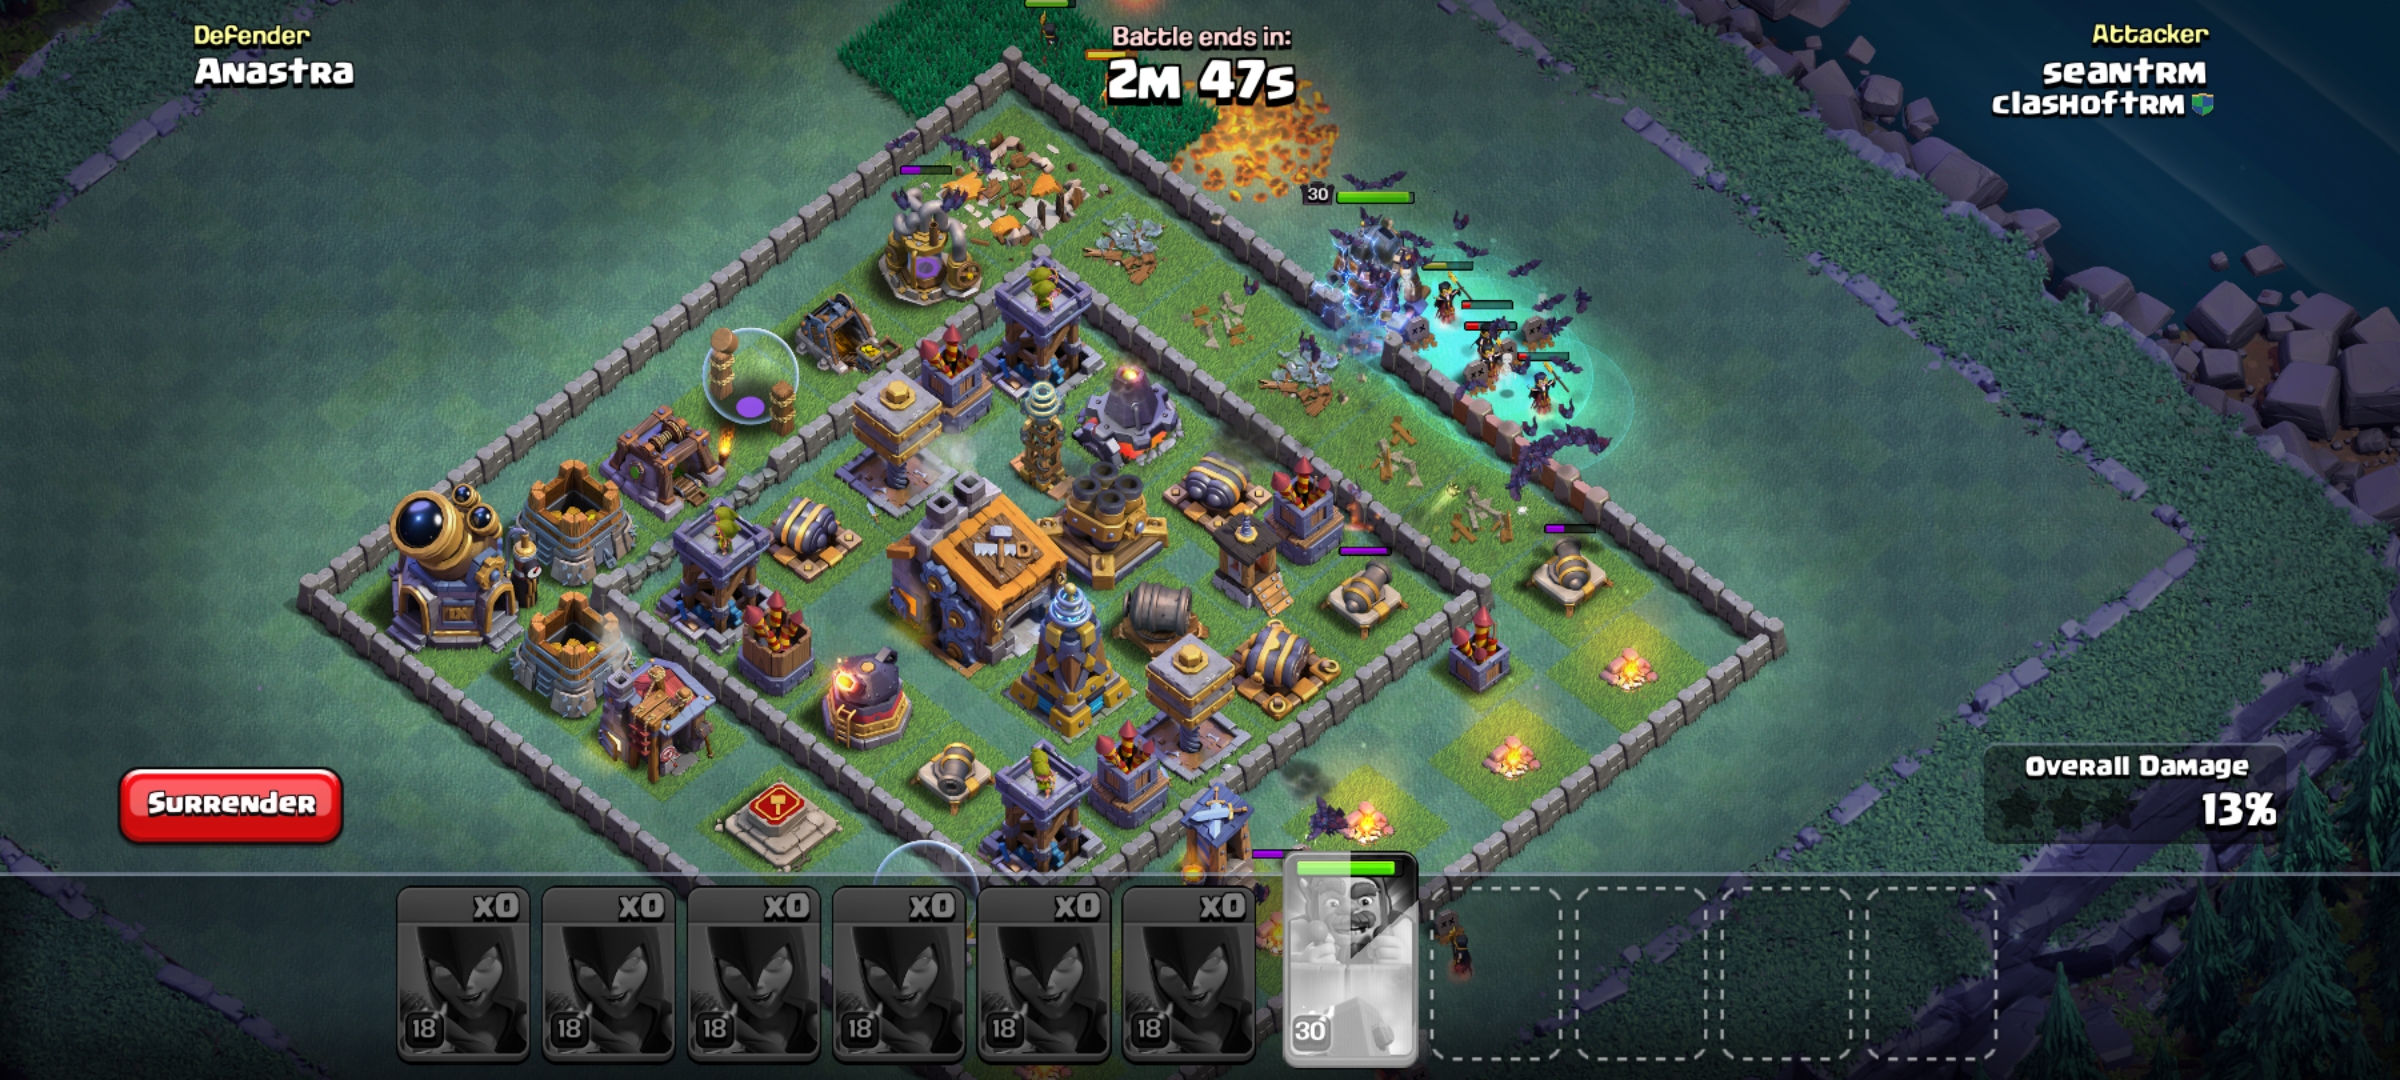 Defender
Anastra
Battle ends in:
2M 47s
Attacker
seantRM
clashoftRM
30
Surrender
Overall Damage
13%
x0
x0
x0
x0
x0
x0
18
18
18
18
18
18
30